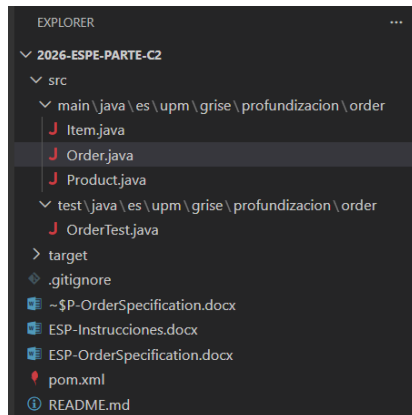 EXPLORER ...
2026-ESPE-PARTE-C2
src
main\java\es\upm\grise\profundizacion\order
Item.java
Order.java
Product.java
test\java\es\upm\grise\profundizacion\order
OrderTest.java
target
.gitignore
~$P-OrderSpecification.docx
ESP-Instrucciones.docx
ESP-OrderSpecification.docx
pom.xml
README.md